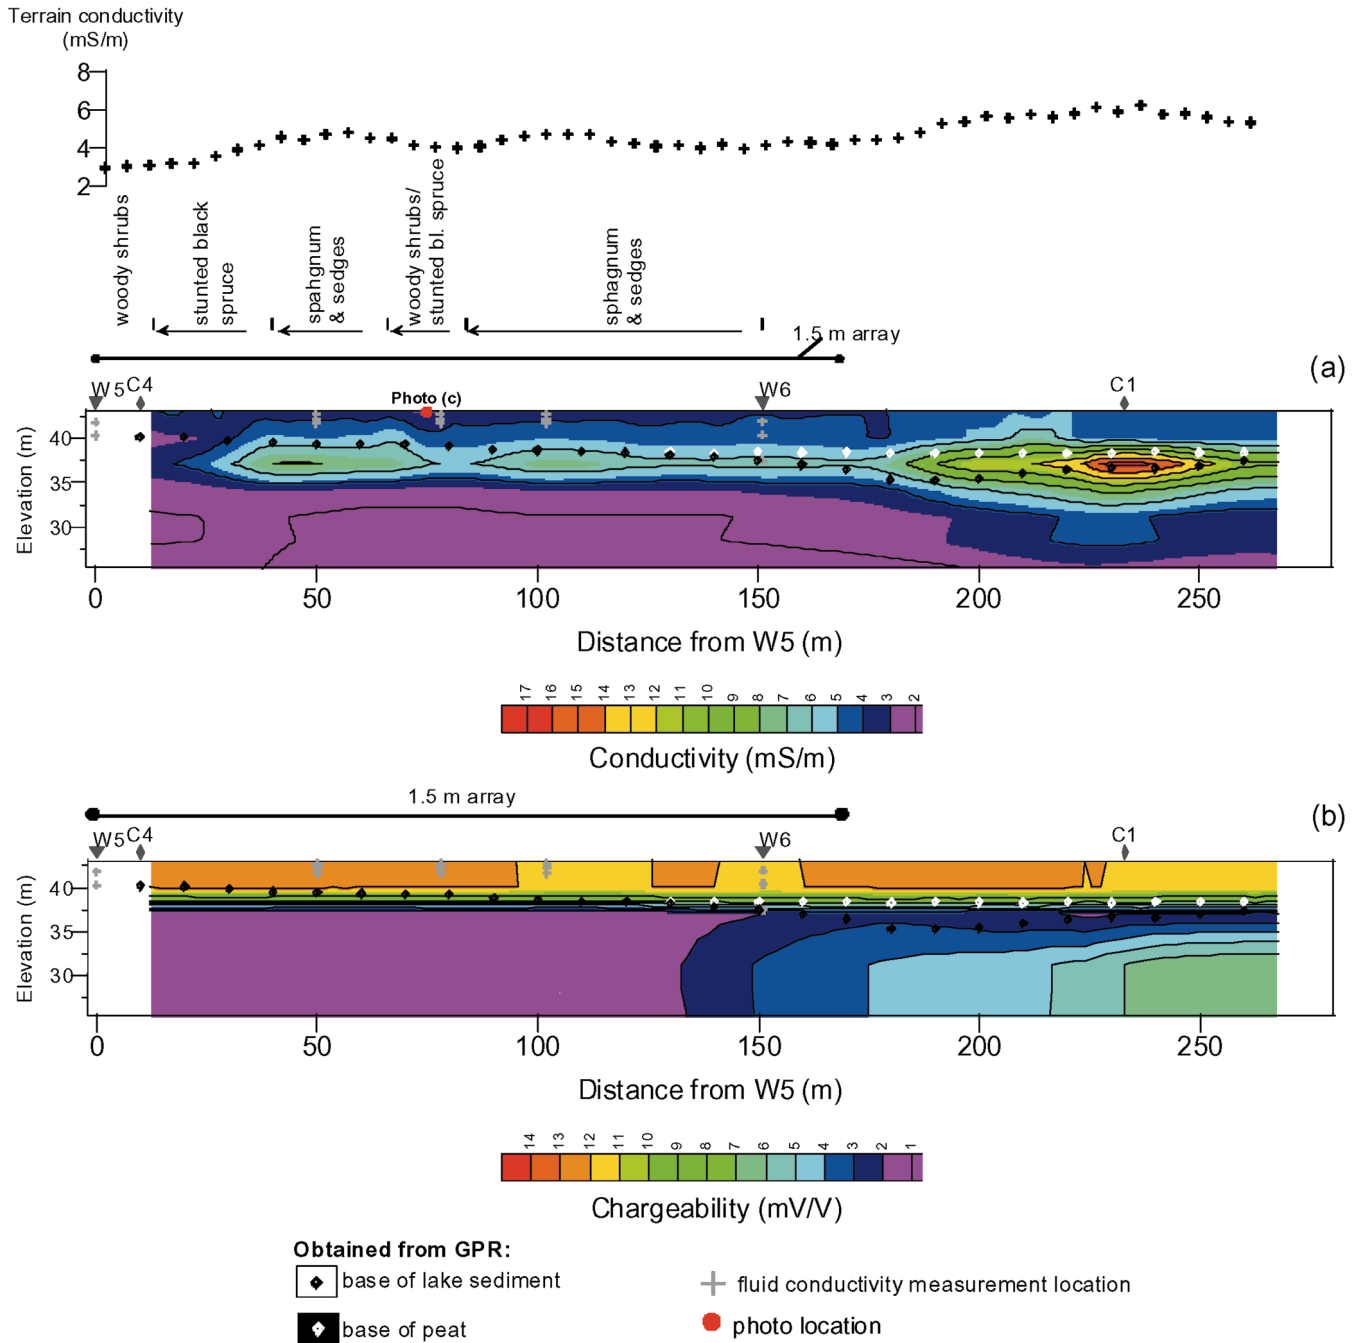 Terrain conductivity
(mS/m)
8
6
4
2
woody shrubs
stunted black
spruce
spahgnum
& sedges
woody shrubs/
stunted bl. spruce
sphagnum
& sedges
1.5 m array
(a)
W5 C4 Photo (c) W6 C1
40
35
30
Elevation (m)
0 50 100 150 200 250
Distance from W5 (m)
17 16 15 14 13 12 11 10 9 8 7 6 5 4 3 2
Conductivity (mS/m)
1.5 m array
(b)
W5 C4 W6 C1
40
35
30
Elevation (m)
0 50 100 150 200 250
Distance from W5 (m)
14 13 12 11 10 9 8 7 6 5 4 3 2 1
Chargeability (mV/V)
Obtained from GPR:
base of lake sediment
fluid conductivity measurement location
base of peat
photo location